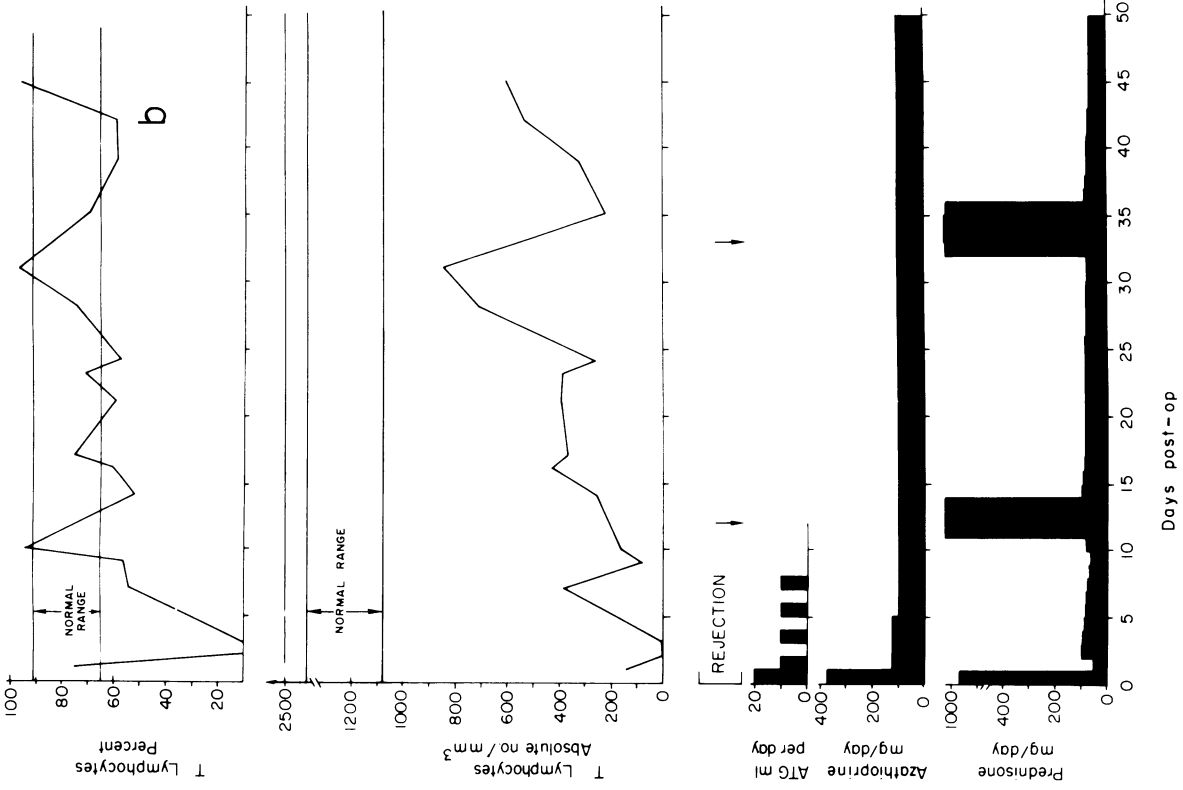 100
80
60
40
20
T Lymphocytes
Percent
NORMAL
RANGE
b
2500
1200
1000
800
600
400
200
0
T Lymphocytes
Absolute no./mm3
NORMAL RANGE
REJECTION
20
0
ATG ml
per day
400
200
0
Azathioprine
mg/day
1000
400
200
0
Prednisone
mg/day
0 5 10 15 20 25 30 35 40 45 50
Days post-op